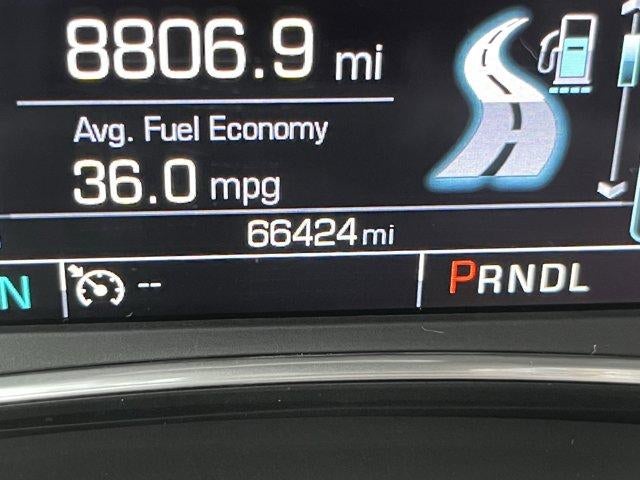 8806.9 mi
Avg. Fuel Economy
36.0 mpg
66424 mi
N -- PRNDL